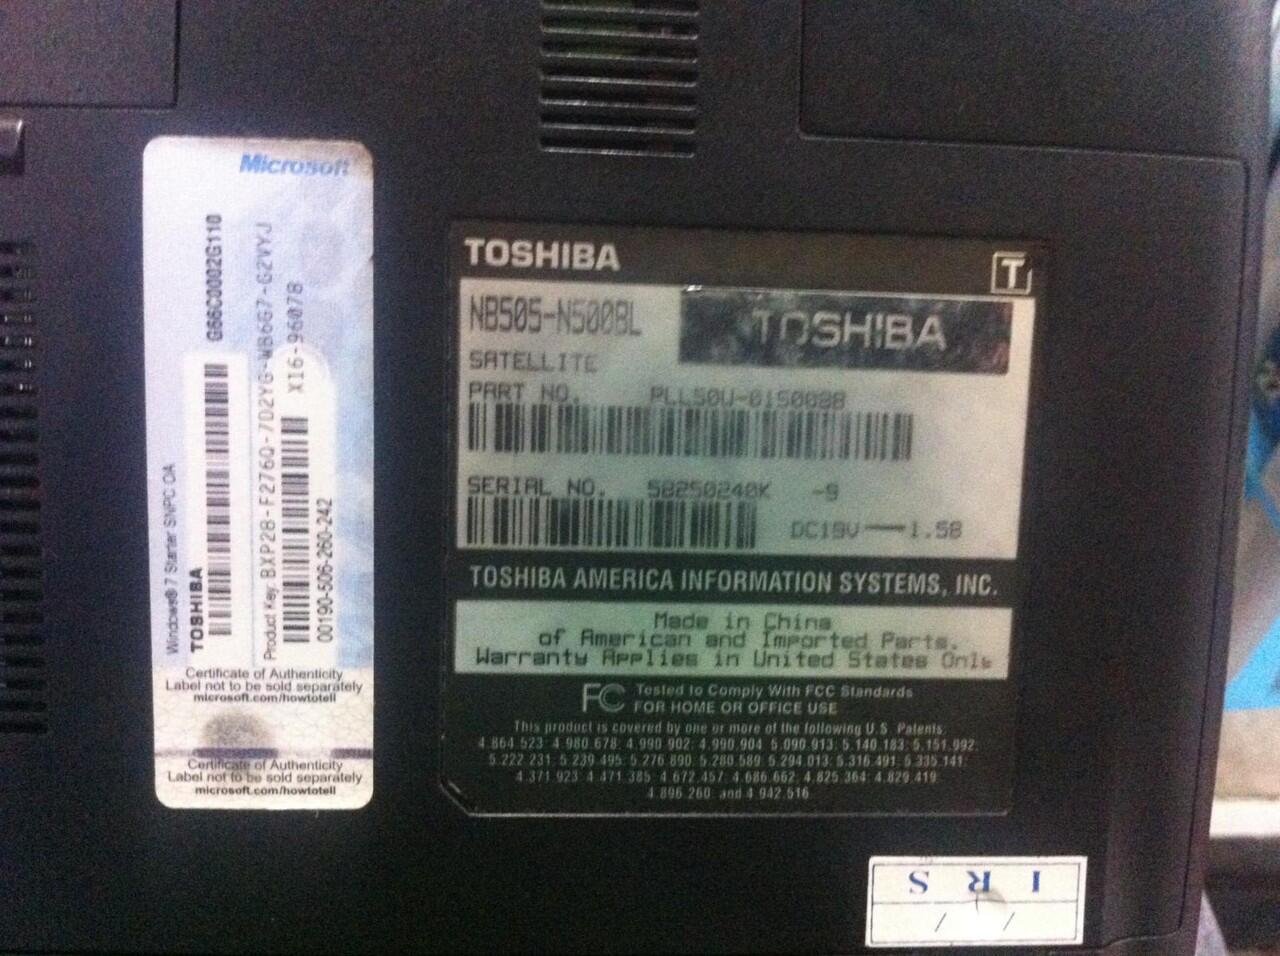 Microsoft
Windows® 7 Starter SNPC OA
TOSHIBA
G66C0002G110
Product Key: BXP28-F276Q-7D2YG-WB6G7-G2VYJ
X16-96078
00190-506-260-242
Certificate of Authenticity
Label not to be sold separately
microsoft.com/howtotell
Certificate of Authenticity
Label not to be sold separately
microsoft.com/howtotell
TOSHIBA
T
NB505-N500BL
TOSHIBA
SATELLITE
PART NO. PLL50U-01S00BB
SERIAL NO. 5B250240K -9
DC19V 1.58
TOSHIBA AMERICA INFORMATION SYSTEMS, INC.
Made in China
of American and Imported Parts.
Warranty Applies in United States Only
FC Tested to Comply With FCC Standards
FOR HOME OR OFFICE USE
This product is covered by one or more of the following U.S. Patents
4.864.523: 4.980.678: 4.990.902: 4.990.904 5.090.913: 5.140.183: 5.151.992:
5.222.231: 5.239.495: 5.276.890: 5.280.589: 5.294.013: 5.316.491: 5.335.141:
4.371.923: 4.471.385: 4.672.457: 4.686.662: 4.825.364: 4.829.419:
4.896.260: and 4.942.516
I R S
/ /